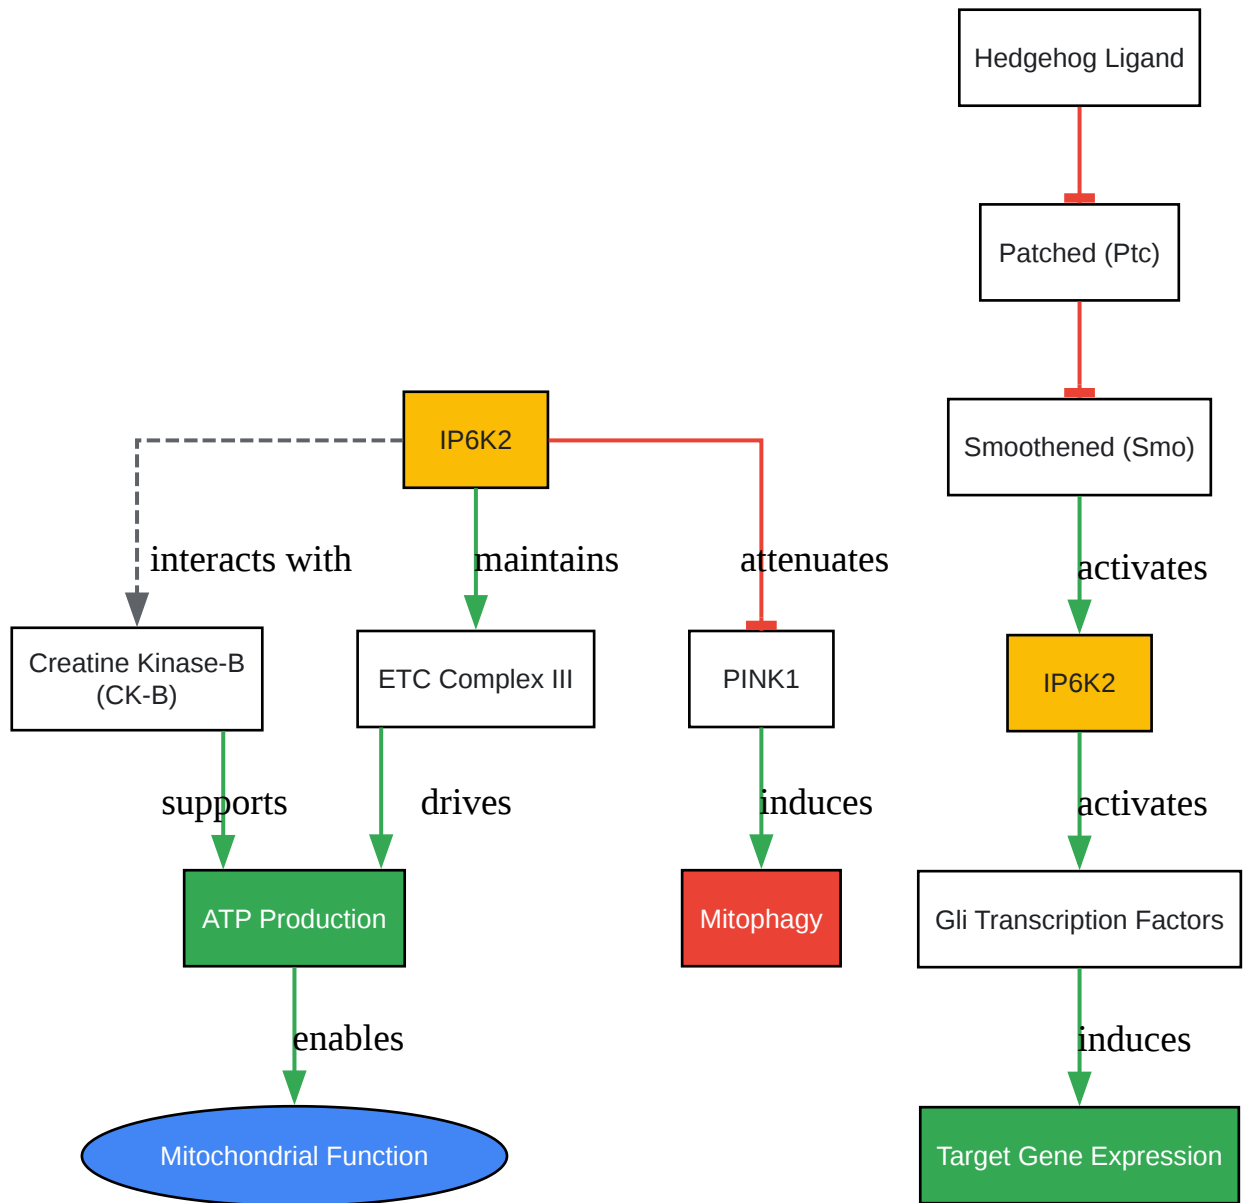 Hedgehog Ligand
Patched (Ptc)
IP6K2
Smoothened (Smo)
interacts with
maintains
attenuates
activates
Creatine Kinase-B
(CK-B)
ETC Complex III
PINK1
IP6K2
supports
drives
induces
activates
ATP Production
Mitophagy
Gli Transcription Factors
enables
induces
Mitochondrial Function
Target Gene Expression